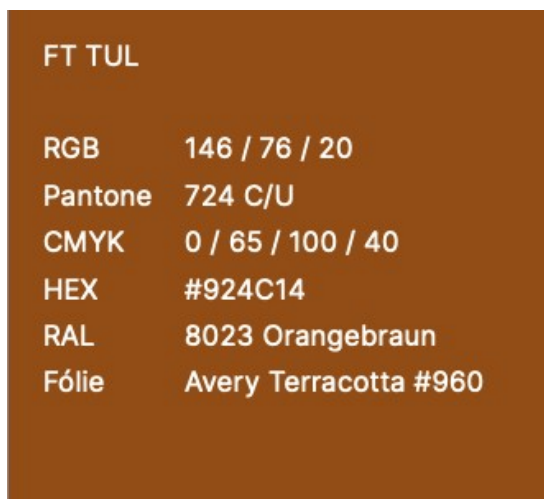 FT TUL
RGB 146 / 76 / 20
Pantone 724 C/U
CMYK 0 / 65 / 100 / 40
HEX #924C14
RAL 8023 Orangebraun
Fólie Avery Terracotta #960